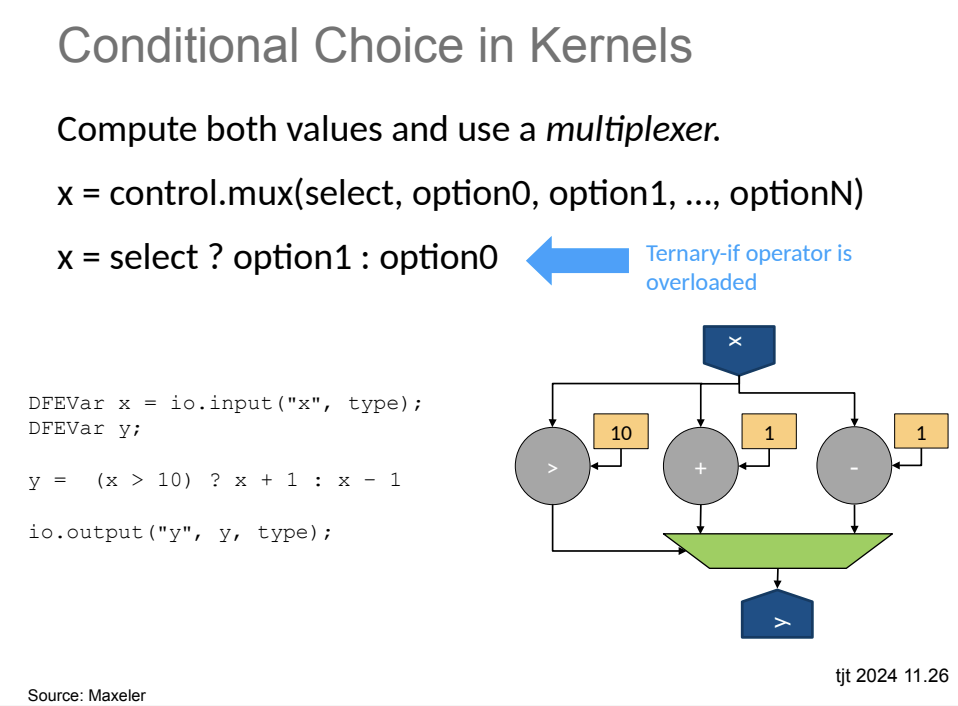 Conditional Choice in Kernels
Compute both values and use a multiplexer.
x = control.mux(select, option0, option1, …, optionN)
x = select ? option1 : option0
Ternary-if operator is
overloaded
DFEVar x = io.input("x", type);
DFEVar y;
y =  (x > 10) ? x + 1 : x – 1
io.output("y", y, type);
x
10
1
1
>
+
-
y
tjt 2024 11.26
Source: Maxeler